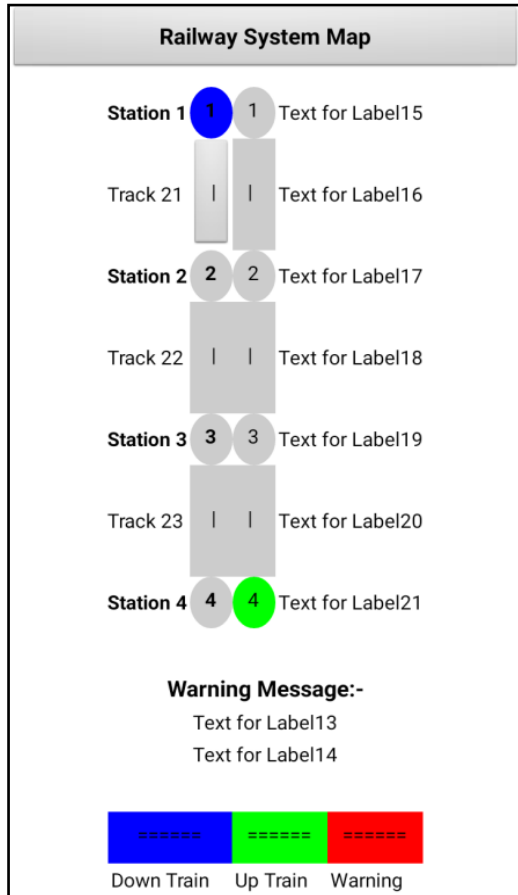 Railway System Map
Station 1 1 1 Text for Label15
Track 21 | | Text for Label16
Station 2 2 2 Text for Label17
Track 22 | | Text for Label18
Station 3 3 3 Text for Label19
Track 23 | | Text for Label20
Station 4 4 4 Text for Label21
Warning Message:-
Text for Label13
Text for Label14
====== ====== ======
Down Train Up Train Warning